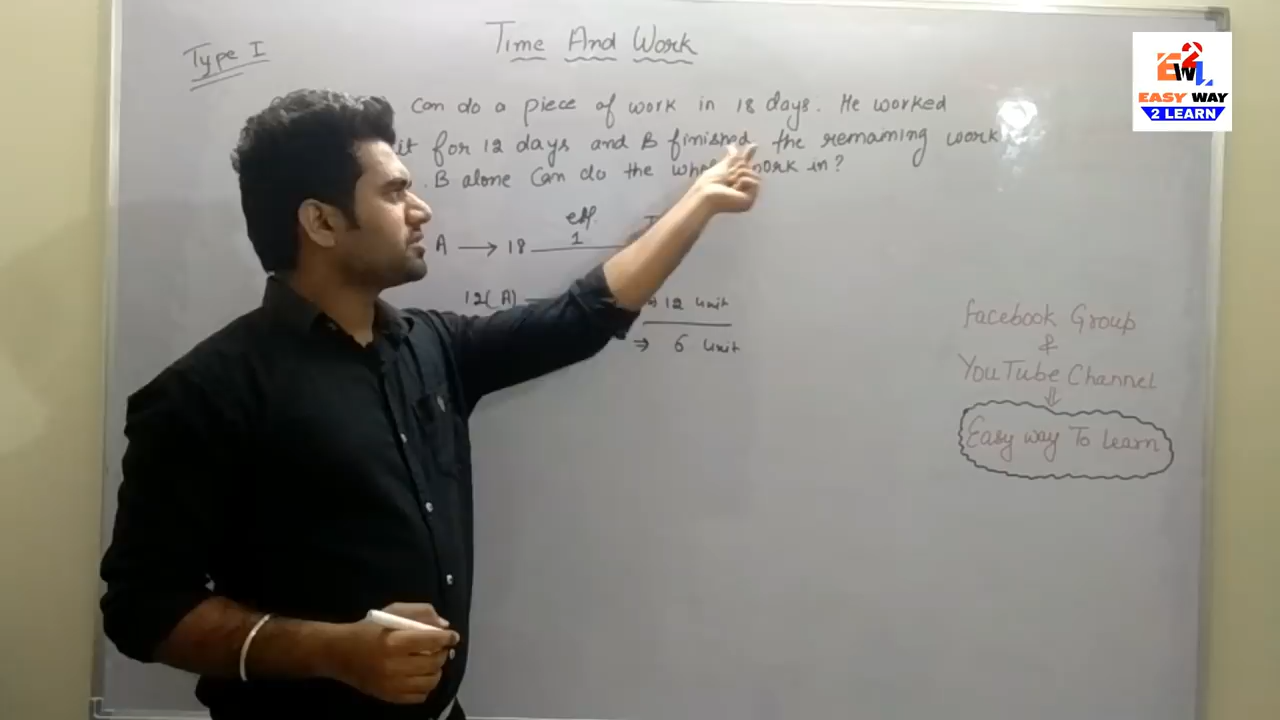 Time And Work
Type I
Can do a piece of work in 18 days. He worked
it for 12 days and B finished the remaining work
. B alone Can do the work in?
A → 18 eff. 1
12(A) ⇒ 12 Unit
⇒ 6 Unit
Facebook Group
&
YouTube Channel
⇓
Easy way To Learn
E2L
W
EASY WAY
2 LEARN